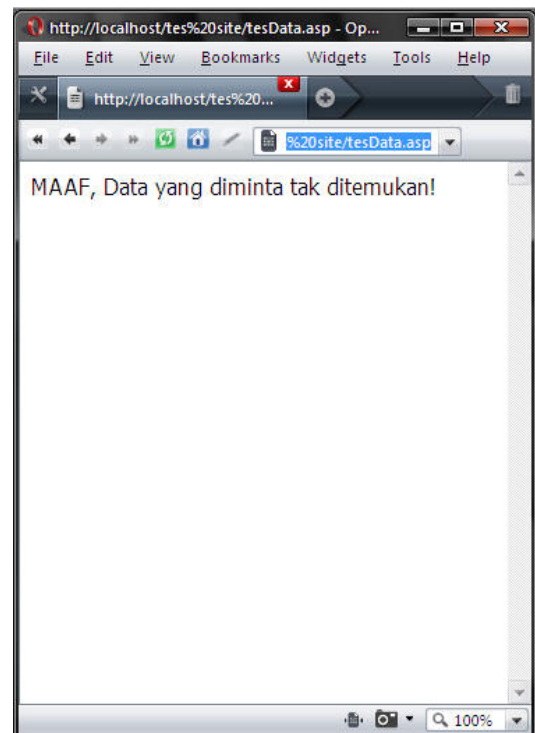 http://localhost/tes%20site/tesData.asp - Op...
File Edit View Bookmarks Widgets Tools Help
http://localhost/tes%20...
%20site/tesData.asp
MAAF, Data yang diminta tak ditemukan!
100%